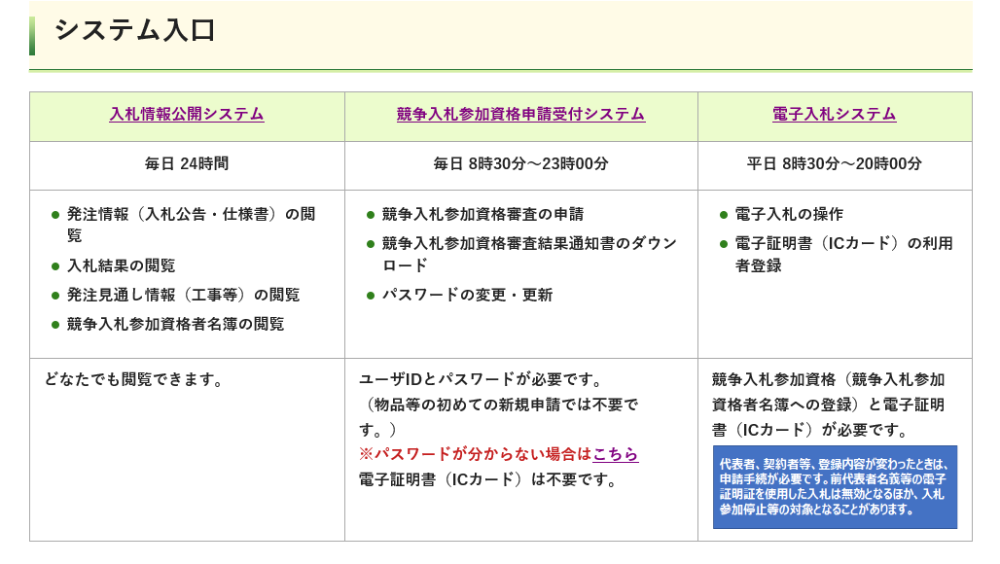 システム入口
入札情報公開システム
競争入札参加資格申請受付システム
電子入札システム
毎日 24時間
毎日 8時30分～23時00分
平日 8時30分～20時00分
発注情報（入札公告・仕様書）の閲
覧
入札結果の閲覧
発注見通し情報（工事等）の閲覧
競争入札参加資格者名簿の閲覧
競争入札参加資格審査の申請
競争入札参加資格審査結果通知書のダウン
ロード
パスワードの変更・更新
電子入札の操作
電子証明書（ICカード）の利用
者登録
どなたでも閲覧できます。
ユーザIDとパスワードが必要です。
（物品等の初めての新規申請では不要で
す。）
※パスワードが分からない場合はこちら
電子証明書（ICカード）は不要です。
競争入札参加資格（競争入札参加
資格者名簿への登録）と電子証明
書（ICカード）が必要です。
代表者、契約者等、登録内容が変わったときは、
申請手続が必要です。前代表者名義等の電子
証明証を使用した入札は無効となるほか、入札
参加停止等の対象となることがあります。